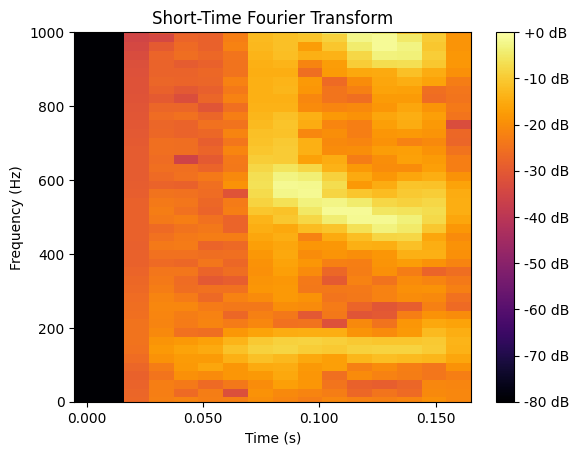 Short-Time Fourier Transform
1000
800
600
400
200
0
Frequency (Hz)
0.000
0.050
0.100
0.150
Time (s)
+0 dB
-10 dB
-20 dB
-30 dB
-40 dB
-50 dB
-60 dB
-70 dB
-80 dB